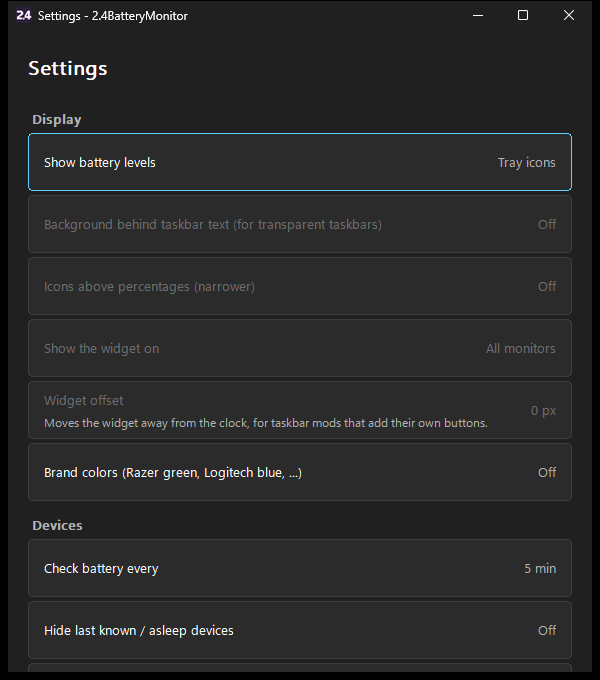 2.4 Settings - 2.4BatteryMonitor
Settings
Display
Show battery levels Tray icons
Background behind taskbar text (for transparent taskbars) Off
Icons above percentages (narrower) Off
Show the widget on All monitors
Widget offset 0 px
Moves the widget away from the clock, for taskbar mods that add their own buttons.
Brand colors (Razer green, Logitech blue, ...) Off
Devices
Check battery every 5 min
Hide last known / asleep devices Off